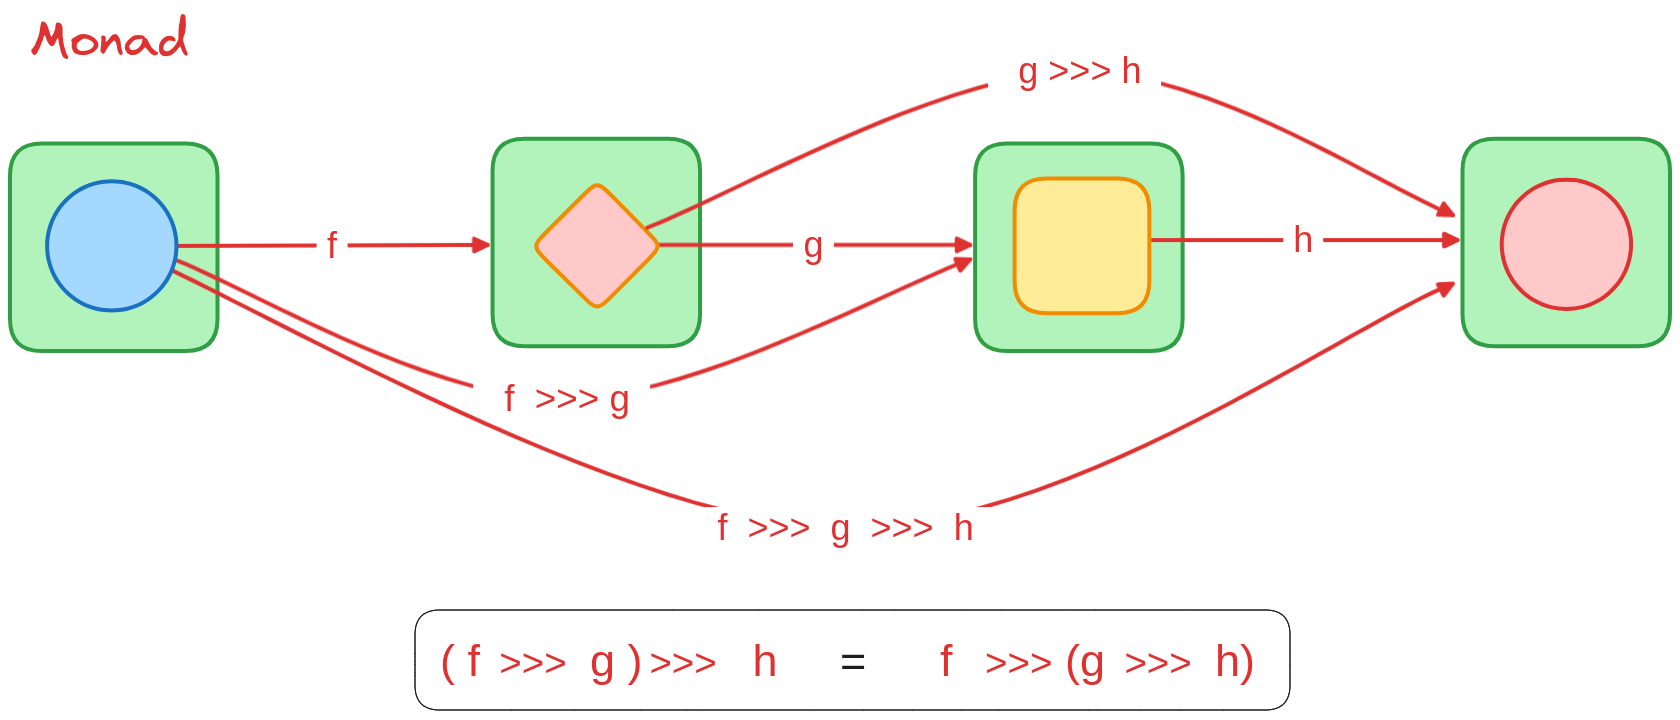 Monad
g >>> h
f
g
h
f >>> g
f >>> g >>> h
( f >>> g ) >>> h = f >>> (g >>> h)